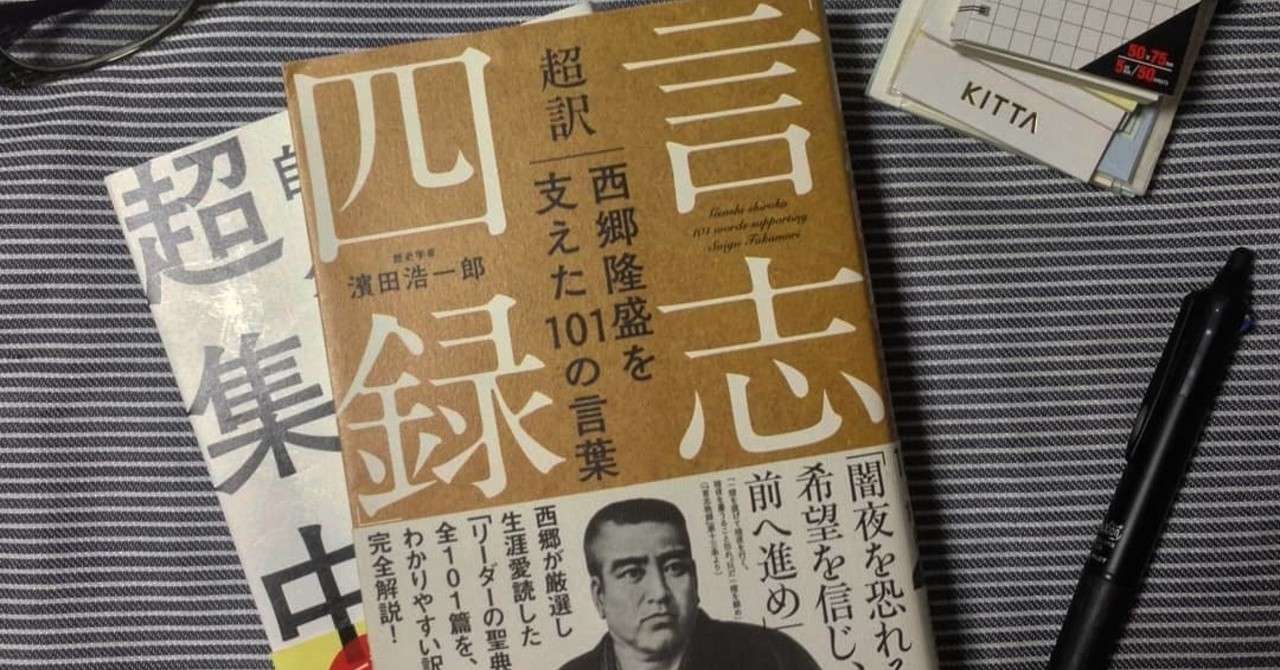 言志
四録
超訳
西郷隆盛を
支えた101の言葉
Genshi shiroku
101 words supporting
Saigo Takamori
歴史学者
濱田浩一郎
「闇夜を恐れ
希望を信じ、
前へ進め」
西郷が厳選し
生涯愛読した
「リーダーの聖典
全101篇を、
わかりやすい訳
完全解説!
超集中
KITTA